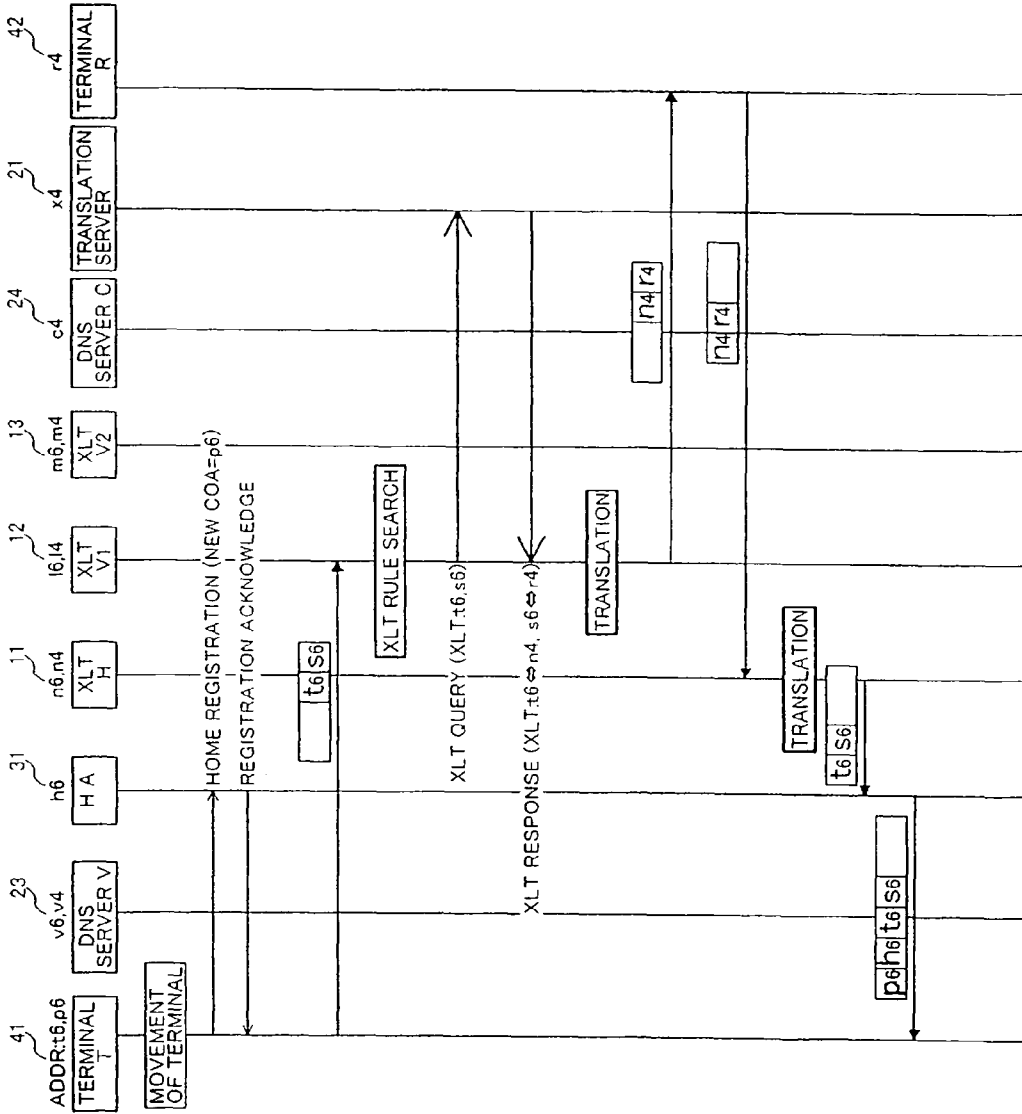 41
ADDR:t6,p6
TERMINAL
T
23
v6,v4
DNS
SERVER V
31
h6
H A
11
n6,n4
XLT
H
12
l6,l4
XLT
V1
13
m6,m4
XLT
V2
24
c4
DNS
SERVER C
21
x4
TRANSLATION
SERVER
42
r4
TERMINAL
R
MOVEMENT
OF TERMINAL
HOME REGISTRATION (NEW COA=p6)
REGISTRATION ACKNOWLEDGE
t6 s6
XLT RULE SEARCH
XLT QUERY (XLT:t6,s6)
XLT RESPONSE (XLT:t6⇔n4, s6⇔r4)
TRANSLATION
n4 r4
n4 r4
TRANSLATION
t6 s6
p6 h6 t6 s6